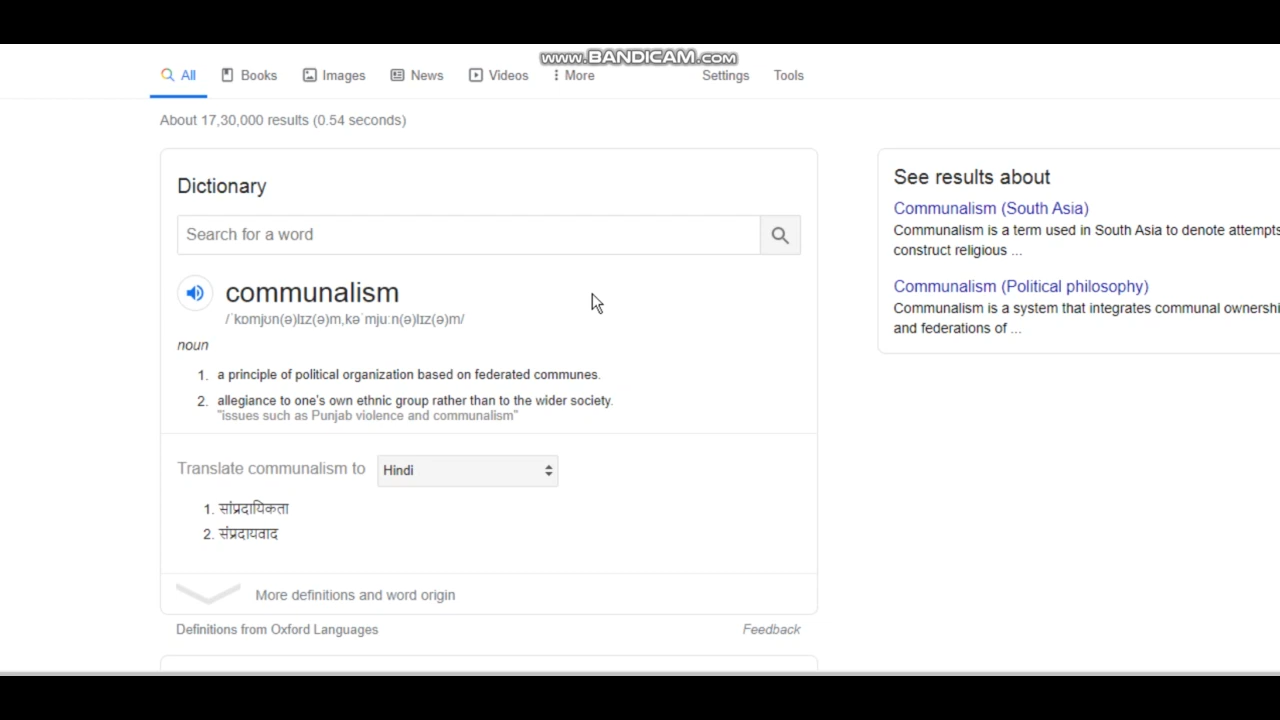 www.BANDICAM.com
All Books Images News Videos More Settings Tools
About 17,30,000 results (0.54 seconds)
Dictionary
Search for a word
communalism
/ˈkɒmjʊn(ə)lɪz(ə)m,kəˈmjuːn(ə)lɪz(ə)m/
noun
1. a principle of political organization based on federated communes.
2. allegiance to one's own ethnic group rather than to the wider society.
"issues such as Punjab violence and communalism"
Translate communalism to Hindi
1. सांप्रदायिकता
2. संप्रदायवाद
More definitions and word origin
Definitions from Oxford Languages Feedback
See results about
Communalism (South Asia)
Communalism is a term used in South Asia to denote attempts
construct religious ...
Communalism (Political philosophy)
Communalism is a system that integrates communal ownershi
and federations of ...